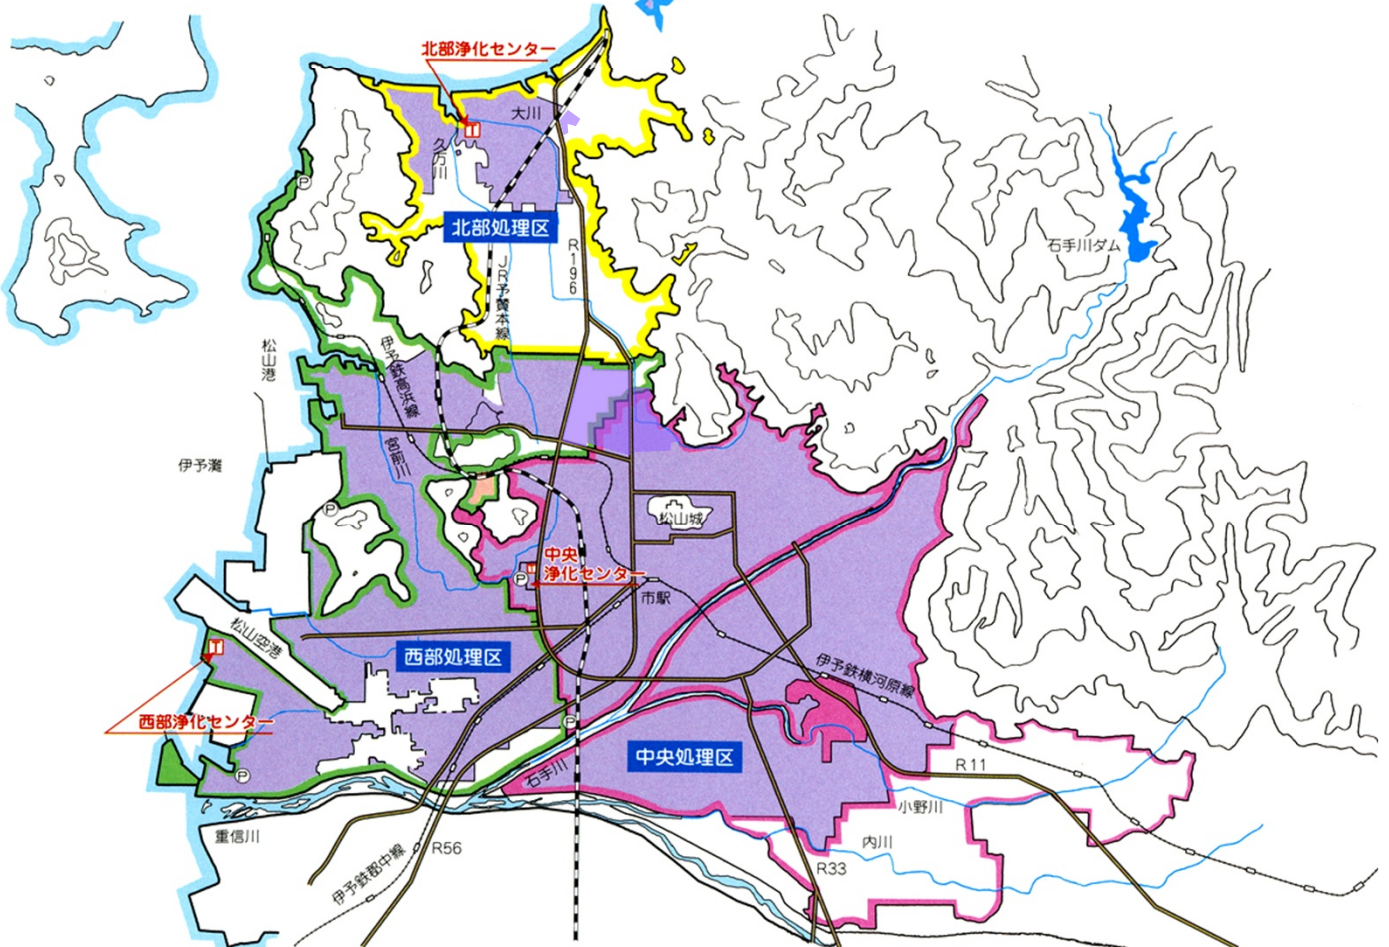 北部浄化センター
大川
久万川
北部処理区
R196
JR予讃本線
石手川ダム
松山港
伊予鉄高浜線
宮前川
伊予灘
松山城
中央
浄化センター
市駅
松山空港
西部処理区
伊予鉄横河原線
西部浄化センター
中央処理区
石手川
R11
小野川
重信川
R56
内川
R33
伊予鉄郡中線
P
P
P
P
P